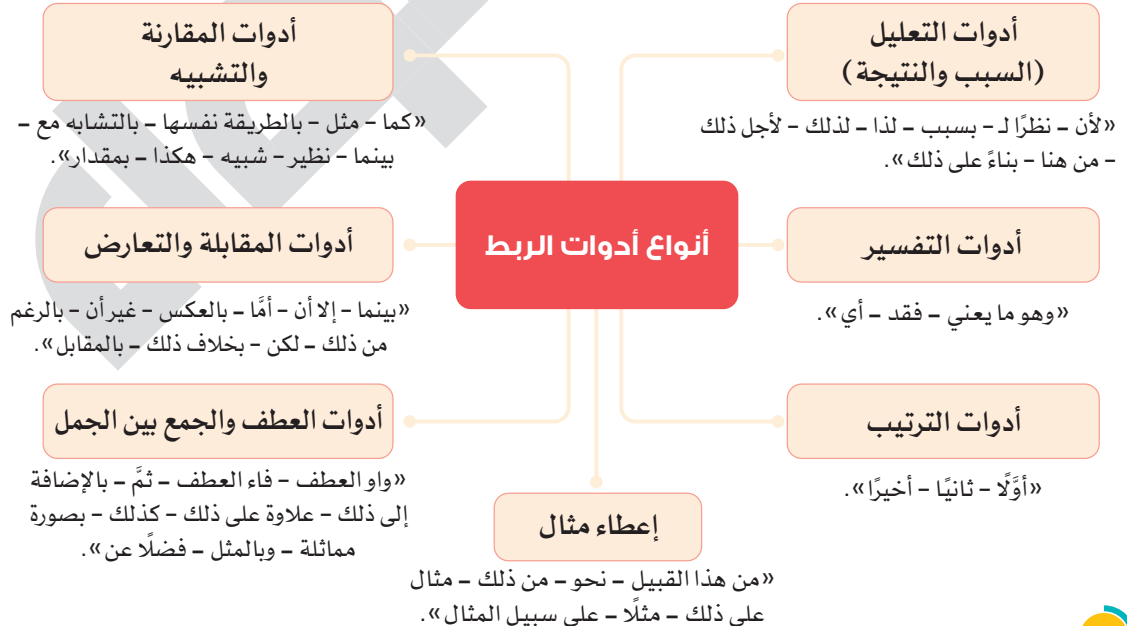 أنواع أدوات الربط
أدوات التعليل
(السبب والنتيجة)
«لأن – نظرًا لـ – بسبب – لذا – لذلك – لأجل ذلك
– من هنا – بناءً على ذلك».
أدوات المقارنة
والتشبيه
«كما – مثل – بالطريقة نفسها – بالتشابه مع –
بينما – نظير – شبيه – هكذا – بمقدار».
أدوات التفسير
«وهو ما يعني – فقد – أي».
أدوات المقابلة والتعارض
«بينما – إلا أن – أمَّا – بالعكس – غير أن – بالرغم
من ذلك – لكن – بخلاف ذلك – بالمقابل».
أدوات الترتيب
«أوَّلًا – ثانيًا – أخيرًا».
أدوات العطف والجمع بين الجمل
«واو العطف – فاء العطف – ثمَّ – بالإضافة
إلى ذلك – علاوة على ذلك – كذلك – بصورة
مماثلة – وبالمثل – فضلًا عن».
إعطاء مثال
«من هذا القبيل – نحو – من ذلك – مثال
على ذلك – مثلًا – على سبيل المثال».